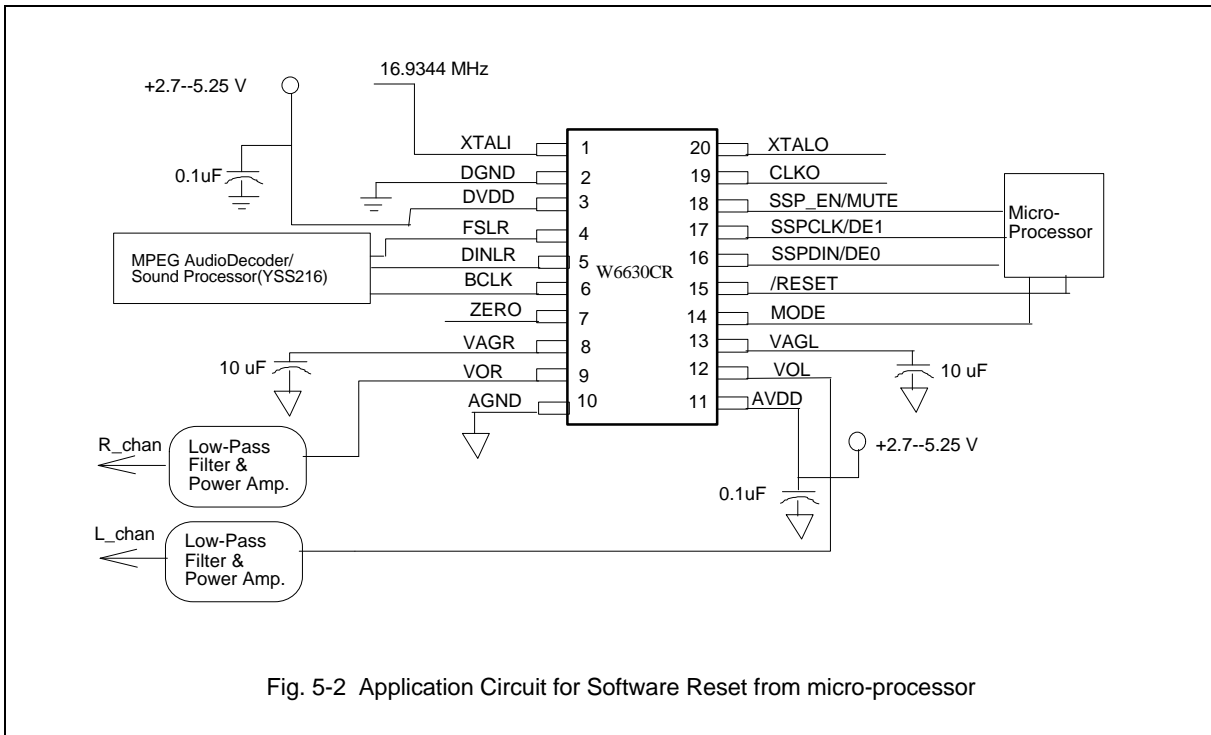 16.9344 MHz
+2.7--5.25 V
0.1uF
XTALI
DGND
DVDD
FSLR
DINLR
BCLK
ZERO
VAGR
VOR
AGND
1
2
3
4
5
6
7
8
9
10
W6630CR
20
19
18
17
16
15
14
13
12
11
XTALO
CLKO
SSP_EN/MUTE
SSPCLK/DE1
SSPDIN/DE0
/RESET
MODE
VAGL
VOL
AVDD
Micro-
Processor
MPEG AudioDecoder/
Sound Processor(YSS216)
10 uF
10 uF
+2.7--5.25 V
0.1uF
R_chan
Low-Pass
Filter &
Power Amp.
L_chan
Low-Pass
Filter &
Power Amp.
Fig. 5-2 Application Circuit for Software Reset from micro-processor